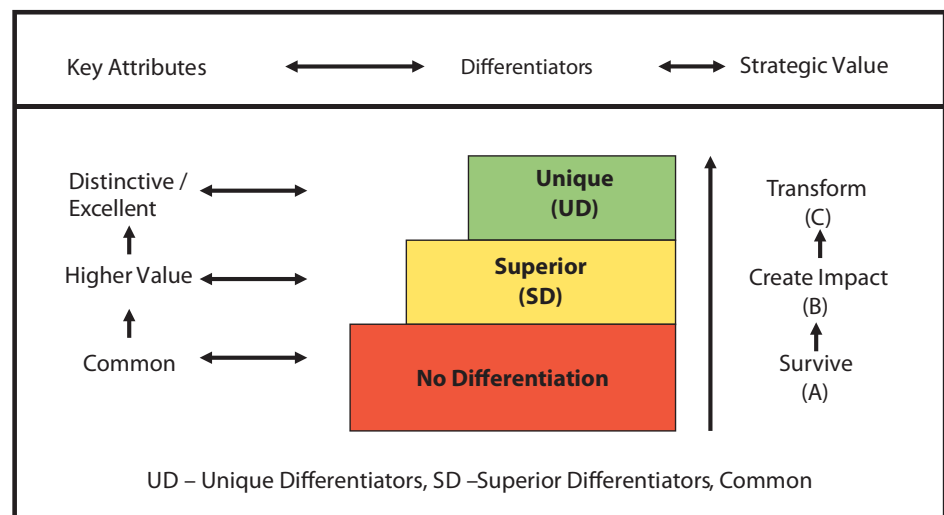 Key Attributes
Differentiators
Strategic Value
Distinctive /
Excellent
Unique
(UD)
Transform
(C)
Higher Value
Superior
(SD)
Create Impact
(B)
Common
No Differentiation
Survive
(A)
UD – Unique Differentiators, SD –Superior Differentiators, Common